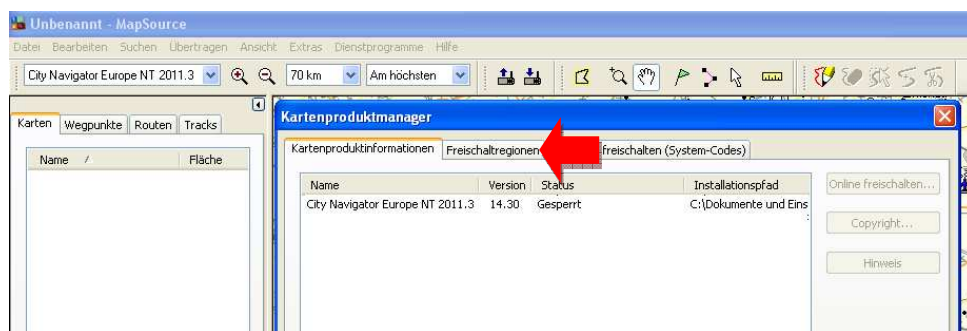 Unbenannt - MapSource
Datei Bearbeiten Suchen Übertragen Ansicht Extras Dienstprogramme Hilfe
City Navigator Europe NT 2011.3 70 km Am höchsten
Karten Wegpunkte Routen Tracks
Name / Fläche
Kartenproduktmanager
Kartenproduktinformationen Freischaltregionen freischalten (System-Codes)
Name Version Status Installationspfad
City Navigator Europe NT 2011.3 14.30 Gesperrt C:\Dokumente und Eins
Online freischalten...
Copyright...
Hinweis